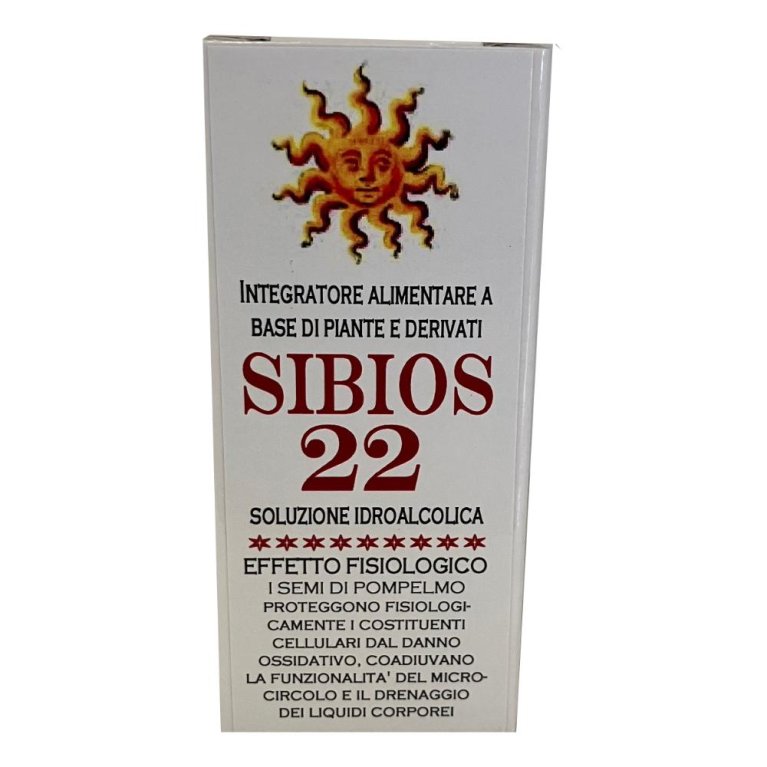 INTEGRATORE ALIMENTARE A
BASE DI PIANTE E DERIVATI
SIBIOS
22
SOLUZIONE IDROALCOLICA
EFFETTO FISIOLOGICO
I SEMI DI POMPELMO
PROTEGGONO FISIOLOGI-
CAMENTE I COSTITUENTI
CELLULARI DAL DANNO
OSSIDATIVO, COADIUVANO
LA FUNZIONALITA' DEL MICRO-
CIRCOLO E IL DRENAGGIO
DEI LIQUIDI CORPOREI